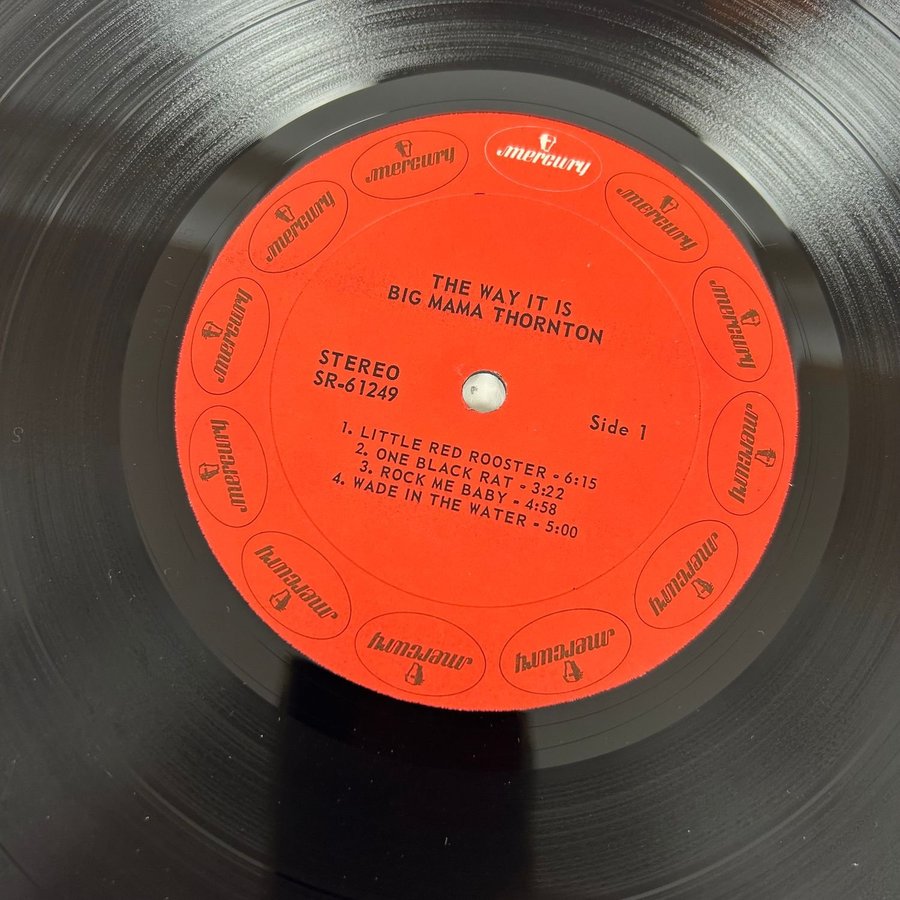 mercury
mercury
mercury
mercury
mercury
mercury
mercury
mercury
mercury
mercury
mercury
mercury
THE WAY IT IS
BIG MAMA THORNTON
STEREO
SR-61249
Side 1
1. LITTLE RED ROOSTER - 6:15
2. ONE BLACK RAT - 3:22
3. ROCK ME BABY - 4:58
4. WADE IN THE WATER - 5:00